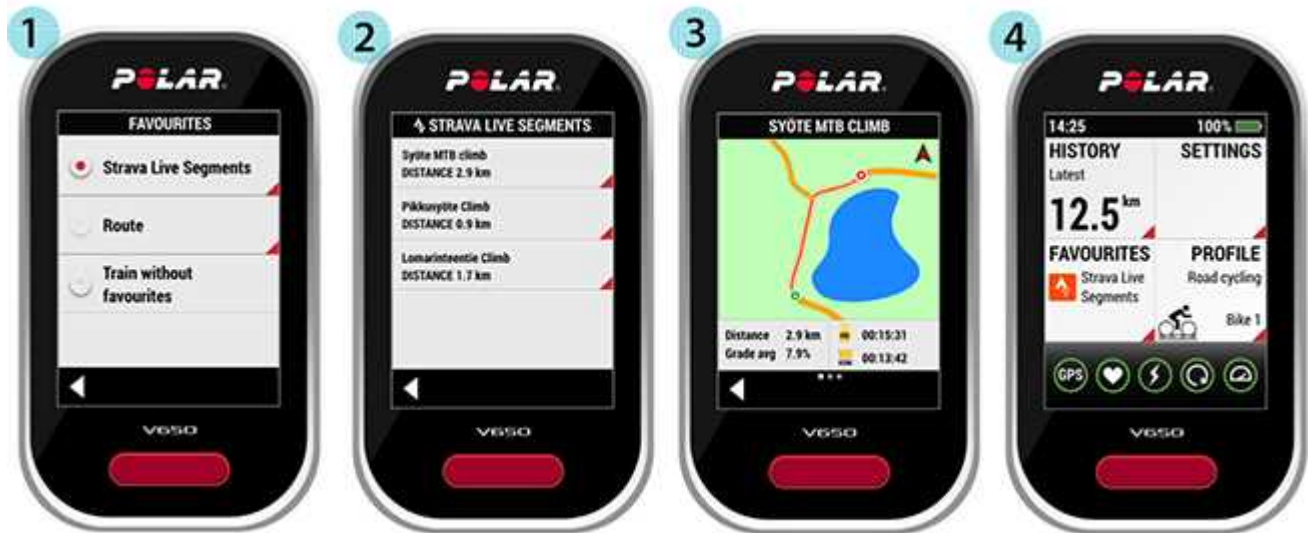 1
POLAR
FAVOURITES
Strava Live Segments
Route
Train without
favourites
V650
2
POLAR
STRAVA LIVE SEGMENTS
Syöte MTB climb
DISTANCE 2.9 km
Pikkusyöte Climb
DISTANCE 0.9 km
Lomarinteentie Climb
DISTANCE 1.7 km
V650
3
POLAR
SYÖTE MTB CLIMB
Distance 2.9 km 00:15:31
Grade avg 7.9% 00:13:42
V650
4
POLAR
14:25 100%
HISTORY SETTINGS
Latest
12.5 km
FAVOURITES PROFILE
Strava Live Road cycling
Segments
Bike 1
GPS
V650